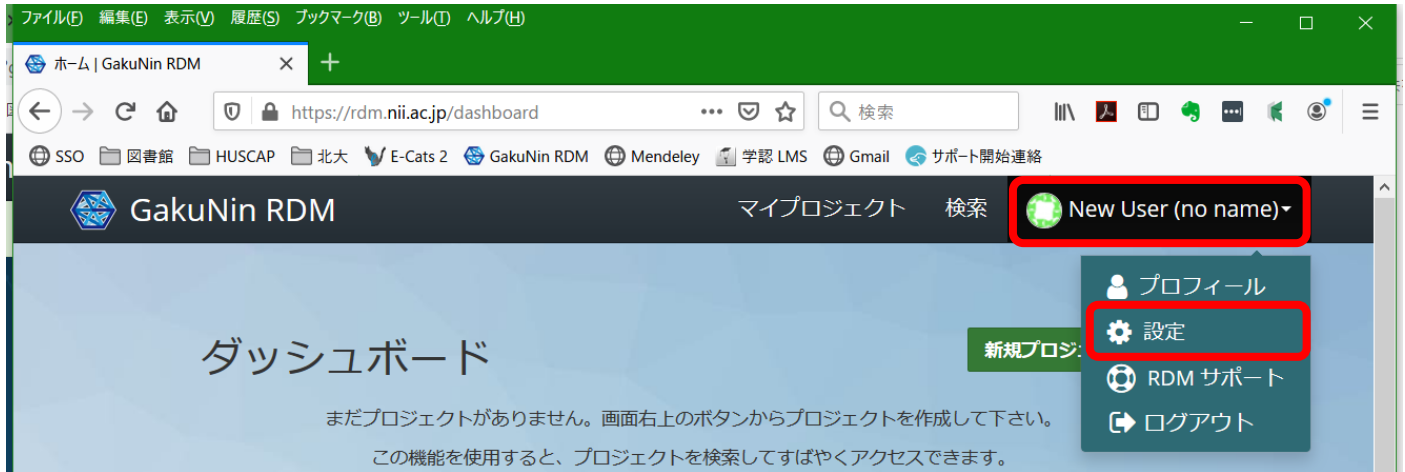 ファイル(F) 編集(E) 表示(V) 履歴(S) ブックマーク(B) ツール(T) ヘルプ(H)
ホーム | GakuNin RDM
https://rdm.nii.ac.jp/dashboard
検索
SSO 図書館 HUSCAP 北大 E-Cats 2 GakuNin RDM Mendeley 学認 LMS Gmail サポート開始連絡
GakuNin RDM マイプロジェクト 検索 New User (no name)
プロフィール
設定
RDM サポート
ログアウト
ダッシュボード
新規プロジ
まだプロジェクトがありません。画面右上のボタンからプロジェクトを作成して下さい。
この機能を使用すると、プロジェクトを検索してすばやくアクセスできます。